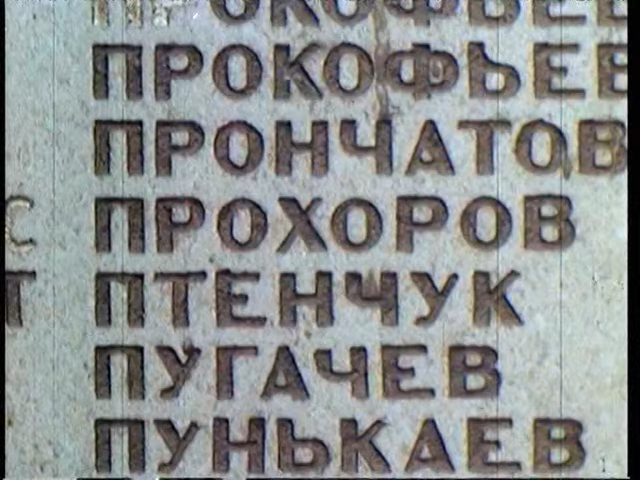 ПРОКОФЬЕВ
ПРОНЧАТОВ
ПРОХОРОВ
ПТЕНЧУК
ПУГАЧЕВ
ПУНЬКАЕВ